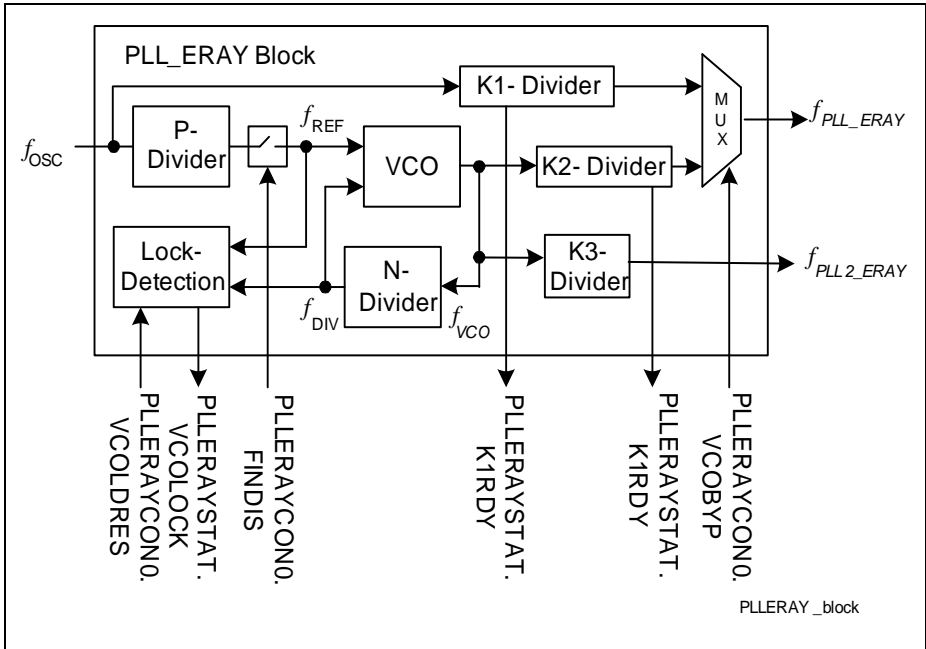 PLL_ERAY Block
K1- Divider
M
U
X
fPLL_ERAY
fOSC
P-
Divider
fREF
VCO
K2- Divider
Lock-
Detection
fDIV
N-
Divider
fVCO
K3-
Divider
fPLL2_ERAY
PLLERAYCON0.
VCOLDRES
PLLERAYSTAT.
VCOLOCK
PLLERAYCON0.
FINDIS
PLLERAYSTAT.
K1RDY
PLLERAYSTAT.
K1RDY
PLLERAYCON0.
VCOBYP
PLLERAY _block